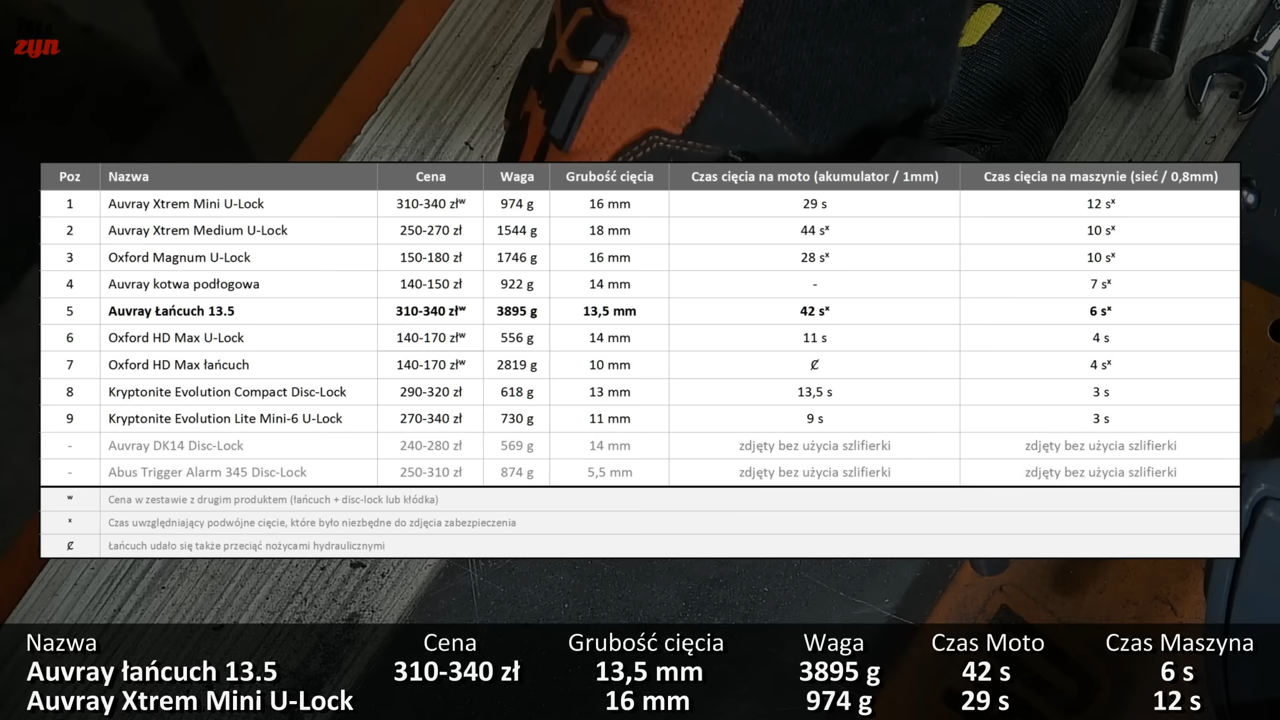 zyn
Poz Nazwa Cena Waga Grubość cięcia Czas cięcia na moto (akumulator / 1mm) Czas cięcia na maszynie (sieć / 0,8mm)
1 Auvray Xtrem Mini U-Lock 310-340 złʷ 974 g 16 mm 29 s 12 sˣ
2 Auvray Xtrem Medium U-Lock 250-270 zł 1544 g 18 mm 44 sˣ 10 sˣ
3 Oxford Magnum U-Lock 150-180 zł 1746 g 16 mm 28 sˣ 10 sˣ
4 Auvray kotwa podłogowa 140-150 zł 922 g 14 mm - 7 sˣ
5 Auvray Łańcuch 13.5 310-340 złʷ 3895 g 13,5 mm 42 sˣ 6 sˣ
6 Oxford HD Max U-Lock 140-170 złʷ 556 g 14 mm 11 s 4 s
7 Oxford HD Max łańcuch 140-170 złʷ 2819 g 10 mm Ȼ 4 sˣ
8 Kryptonite Evolution Compact Disc-Lock 290-320 zł 618 g 13 mm 13,5 s 3 s
9 Kryptonite Evolution Lite Mini-6 U-Lock 270-340 zł 730 g 11 mm 9 s 3 s
- Auvray DK14 Disc-Lock 240-280 zł 569 g 14 mm zdjęty bez użycia szlifierki zdjęty bez użycia szlifierki
- Abus Trigger Alarm 345 Disc-Lock 250-310 zł 874 g 5,5 mm zdjęty bez użycia szlifierki zdjęty bez użycia szlifierki
ʷ Cena w zestawie z drugim produktem (łańcuch + disc-lock lub kłódka)
ˣ Czas uwzględniający podwójne cięcie, które było niezbędne do zdjęcia zabezpieczenia
Ȼ Łańcuch udało się także przeciąć nożycami hydraulicznymi
Nazwa Cena Grubość cięcia Waga Czas Moto Czas Maszyna
Auvray łańcuch 13.5 310-340 zł 13,5 mm 3895 g 42 s 6 s
Auvray Xtrem Mini U-Lock 16 mm 974 g 29 s 12 s